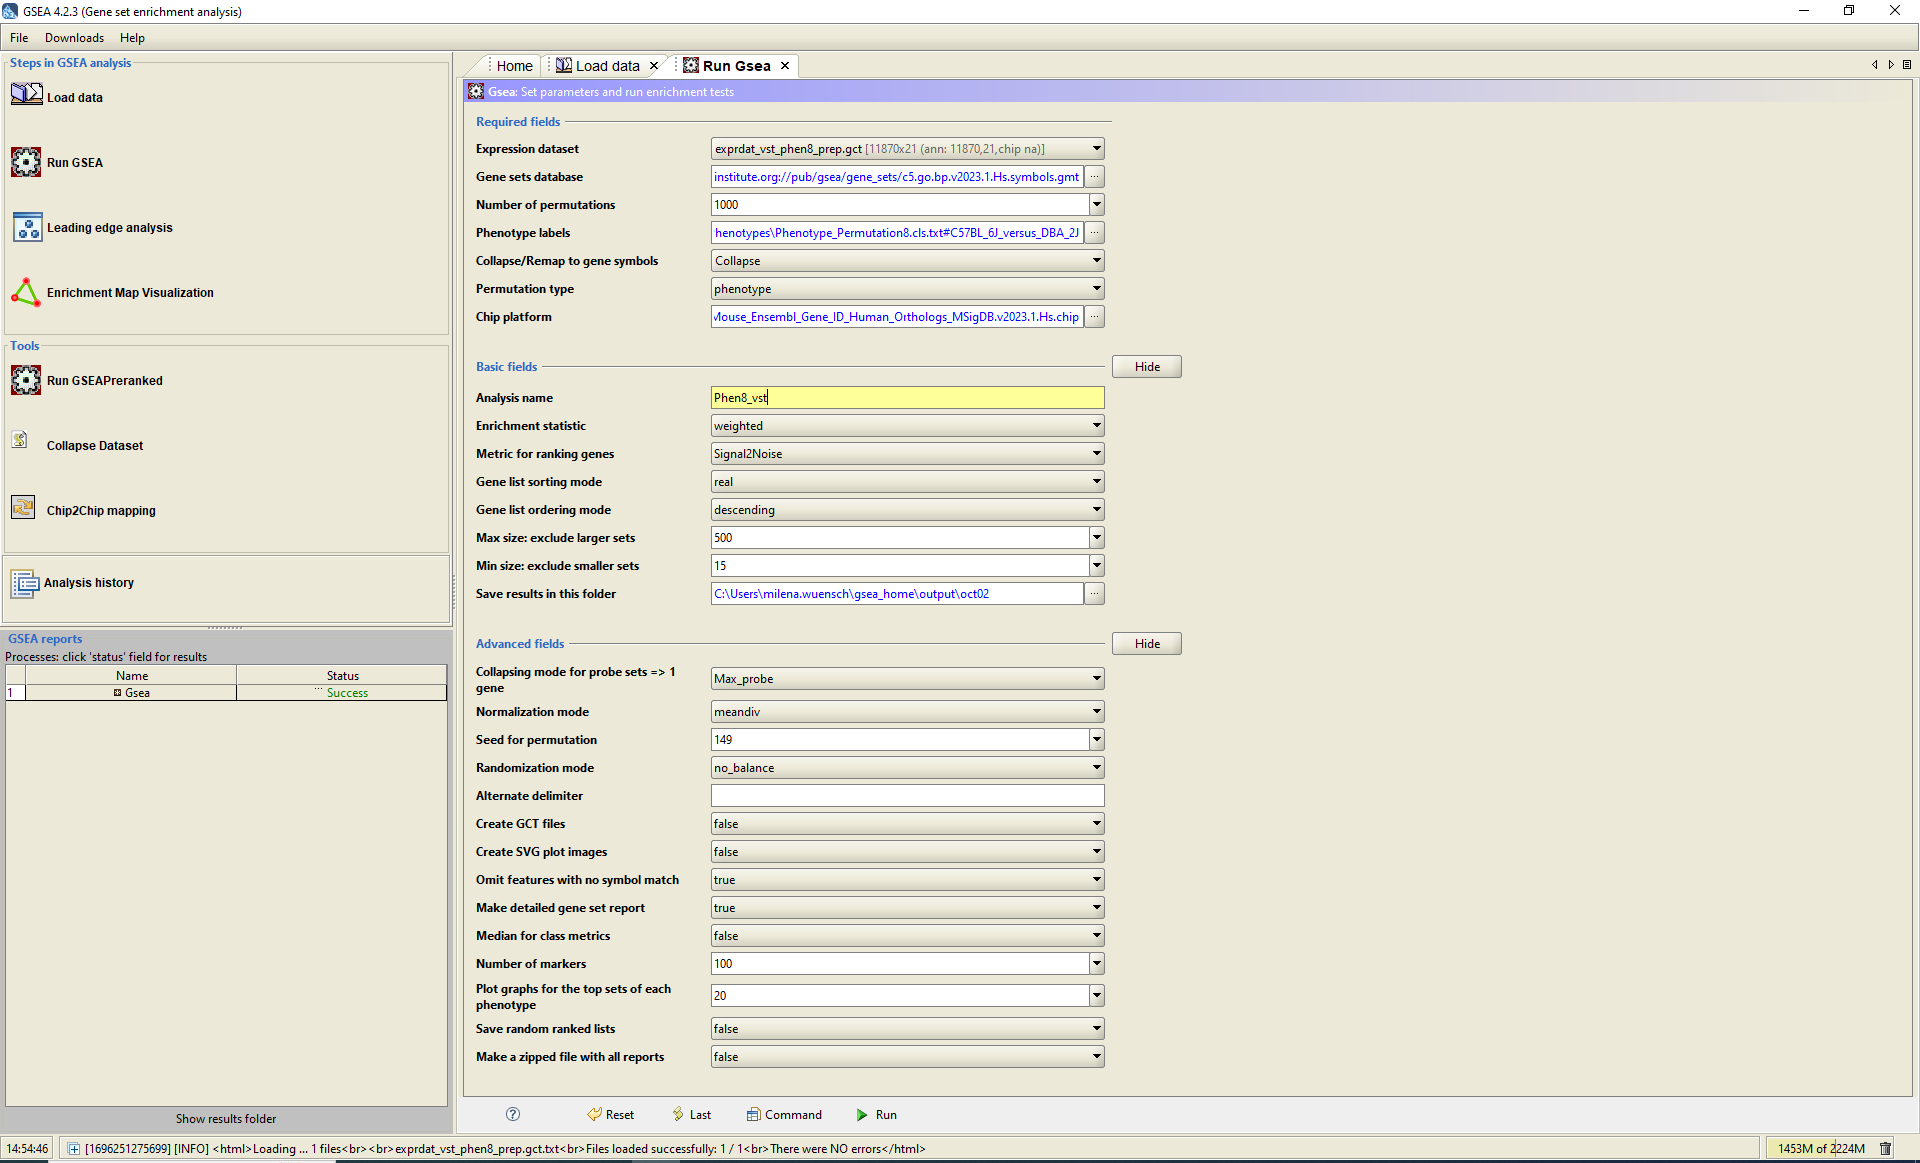 GSEA 4.2.3 (Gene set enrichment analysis)
File Downloads Help
Steps in GSEA analysis
Load data
Run GSEA
Leading edge analysis
Enrichment Map Visualization
Tools
Run GSEAPreranked
Collapse Dataset
Chip2Chip mapping
Analysis history
GSEA reports
Processes: click 'status' field for results
Name Status
1 Gsea ... Success
Show results folder
Home Load data Run Gsea
Gsea: Set parameters and run enrichment tests
Required fields
Expression dataset exprdat_vst_phen8_prep.gct [11870x21 (ann: 11870,21,chip na)]
Gene sets database institute.org://pub/gsea/gene_sets/c5.go.bp.v2023.1.Hs.symbols.gmt ...
Number of permutations 1000
Phenotype labels henotypes\Phenotype_Permutation8.cls.txt#C57BL_6J_versus_DBA_2J ...
Collapse/Remap to gene symbols Collapse
Permutation type phenotype
Chip platform Mouse_Ensembl_Gene_ID_Human_Orthologs_MSigDB.v2023.1.Hs.chip ...
Basic fields Hide
Analysis name Phen8_vst
Enrichment statistic weighted
Metric for ranking genes Signal2Noise
Gene list sorting mode real
Gene list ordering mode descending
Max size: exclude larger sets 500
Min size: exclude smaller sets 15
Save results in this folder C:\Users\milena.wuensch\gsea_home\output\oct02 ...
Advanced fields Hide
Collapsing mode for probe sets => 1
gene Max_probe
Normalization mode meandiv
Seed for permutation 149
Randomization mode no_balance
Alternate delimiter
Create GCT files false
Create SVG plot images false
Omit features with no symbol match true
Make detailed gene set report true
Median for class metrics false
Number of markers 100
Plot graphs for the top sets of each
phenotype 20
Save random ranked lists false
Make a zipped file with all reports false
? Reset Last Command Run
14:54:46 [1696251275699] [INFO] <html>Loading ... 1 files<br><br>exprdat_vst_phen8_prep.gct.txt<br>Files loaded successfully: 1 / 1<br>There were NO errors</html> 1453M of 2224M